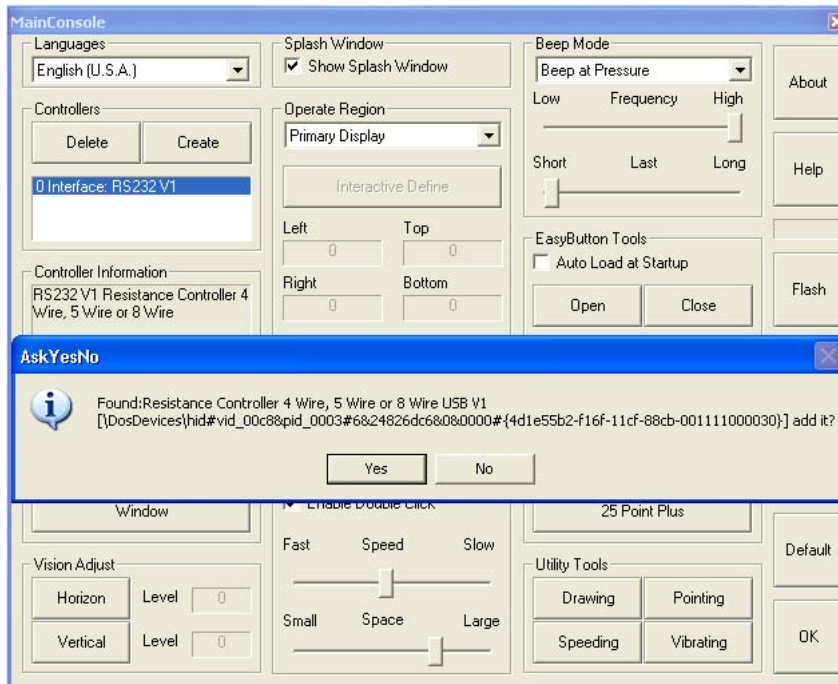 MainConsole
Languages
English (U.S.A.)
Controllers
Delete
Create
0 Interface: RS232 V1
Controller Information
RS232 V1 Resistance Controller 4
Wire, 5 Wire or 8 Wire
Splash Window
Show Splash Window
Operate Region
Primary Display
Interactive Define
Left
Top
0
0
Right
Bottom
0
0
Beep Mode
Beep at Pressure
Low Frequency High
Short Last Long
EasyButton Tools
Auto Load at Startup
Open
Close
About
Help
Flash
AskYesNo
Found:Resistance Controller 4 Wire, 5 Wire or 8 Wire USB V1
[\DosDevices\hid#vid_00c8&pid_0003#6&24826dc6&0&0000#{4d1e55b2-f16f-11cf-88cb-001111000030}] add it?
Yes
No
Window
Vision Adjust
Horizon Level 0
Vertical Level 0
Enable Double Click
Fast Speed Slow
Small Space Large
25 Point Plus
Utility Tools
Drawing
Pointing
Speeding
Vibrating
Default
OK